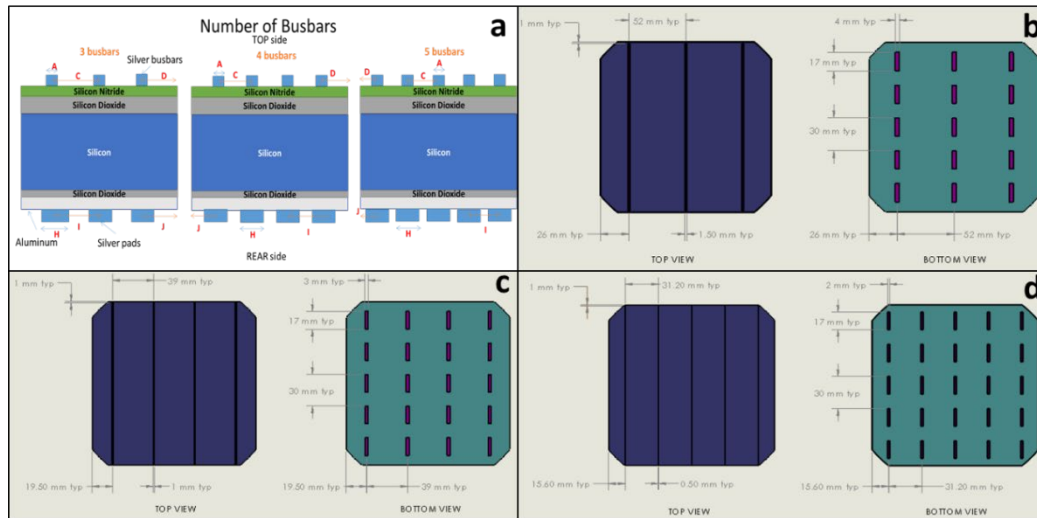 Number of Busbars
a
TOP side
3 busbars
4 busbars
5 busbars
Silver busbars
A
C
D
A
C
D
D
A
C
Silicon Nitride
Silicon Nitride
Silicon Nitride
Silicon Dioxide
Silicon Dioxide
Silicon Dioxide
Silicon
Silicon
Silicon
Silicon Dioxide
Silicon Dioxide
Silicon Dioxide
Aluminum
H
I
J
Silver pads
J
H
I
J
H
I
REAR side
b
1 mm typ
52 mm typ
4 mm typ
17 mm typ
30 mm typ
26 mm typ
1.50 mm typ
26 mm typ
52 mm typ
TOP VIEW
BOTTOM VIEW
c
1 mm typ
39 mm typ
3 mm typ
17 mm typ
30 mm typ
19.50 mm typ
1 mm typ
19.50 mm typ
39 mm typ
TOP VIEW
BOTTOM VIEW
d
1 mm typ
31.20 mm typ
2 mm typ
17 mm typ
30 mm typ
15.60 mm typ
0.50 mm typ
15.60 mm typ
31.20 mm typ
TOP VIEW
BOTTOM VIEW